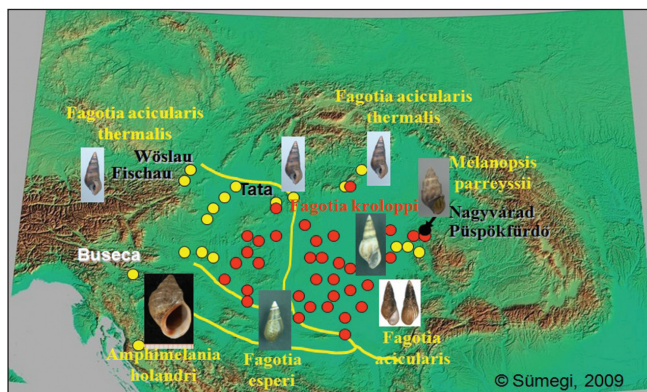 Fagotia acicularis
thermalis
Fagotia acicularis
thermalis
Wöslau
Fischau
Melanopsis
parreyssii
Tata
Fagotia kroloppi
Nagyvárad
Püspökfürdő
Buseca
Amphimelania
holandri
Fagotia
esperi
Fagotia
acicularis
© Sümegi, 2009